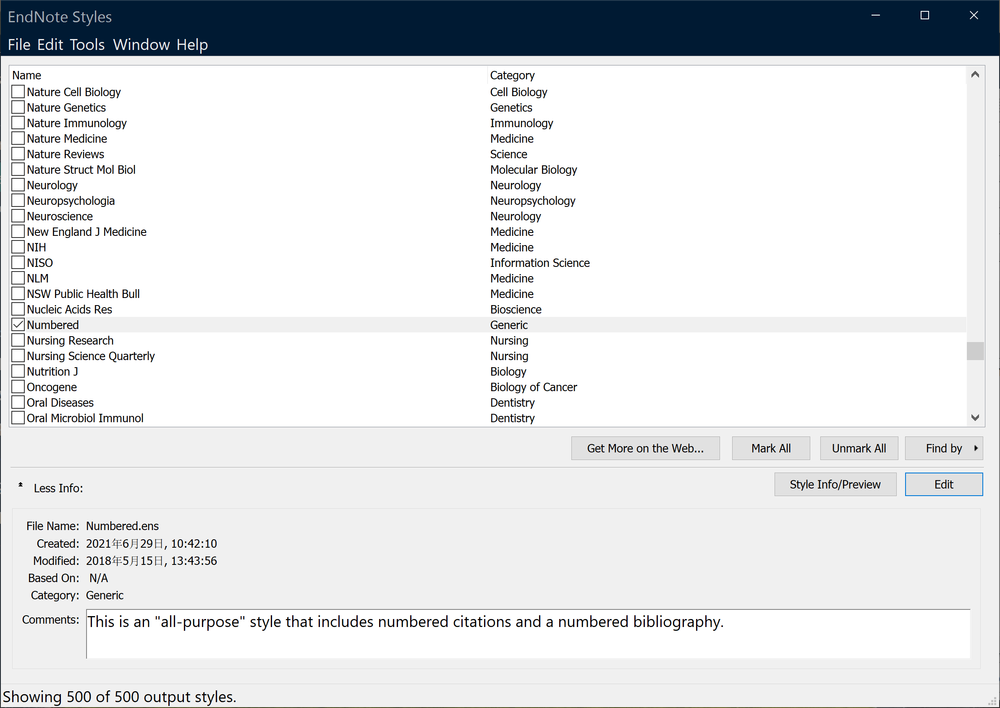 EndNote Styles
File Edit Tools Window Help
Name Category
Nature Cell Biology Cell Biology
Nature Genetics Genetics
Nature Immunology Immunology
Nature Medicine Medicine
Nature Reviews Science
Nature Struct Mol Biol Molecular Biology
Neurology Neurology
Neuropsychologia Neuropsychology
Neuroscience Neurology
New England J Medicine Medicine
NIH Medicine
NISO Information Science
NLM Medicine
NSW Public Health Bull Medicine
Nucleic Acids Res Bioscience
Numbered Generic
Nursing Research Nursing
Nursing Science Quarterly Nursing
Nutrition J Biology
Oncogene Biology of Cancer
Oral Diseases Dentistry
Oral Microbiol Immunol Dentistry
Get More on the Web... Mark All Unmark All Find by
Less Info: Style Info/Preview Edit
File Name: Numbered.ens
Created: 2021年6月29日, 10:42:10
Modified: 2018年5月15日, 13:43:56
Based On: N/A
Category: Generic
Comments: This is an "all-purpose" style that includes numbered citations and a numbered bibliography.
Showing 500 of 500 output styles.